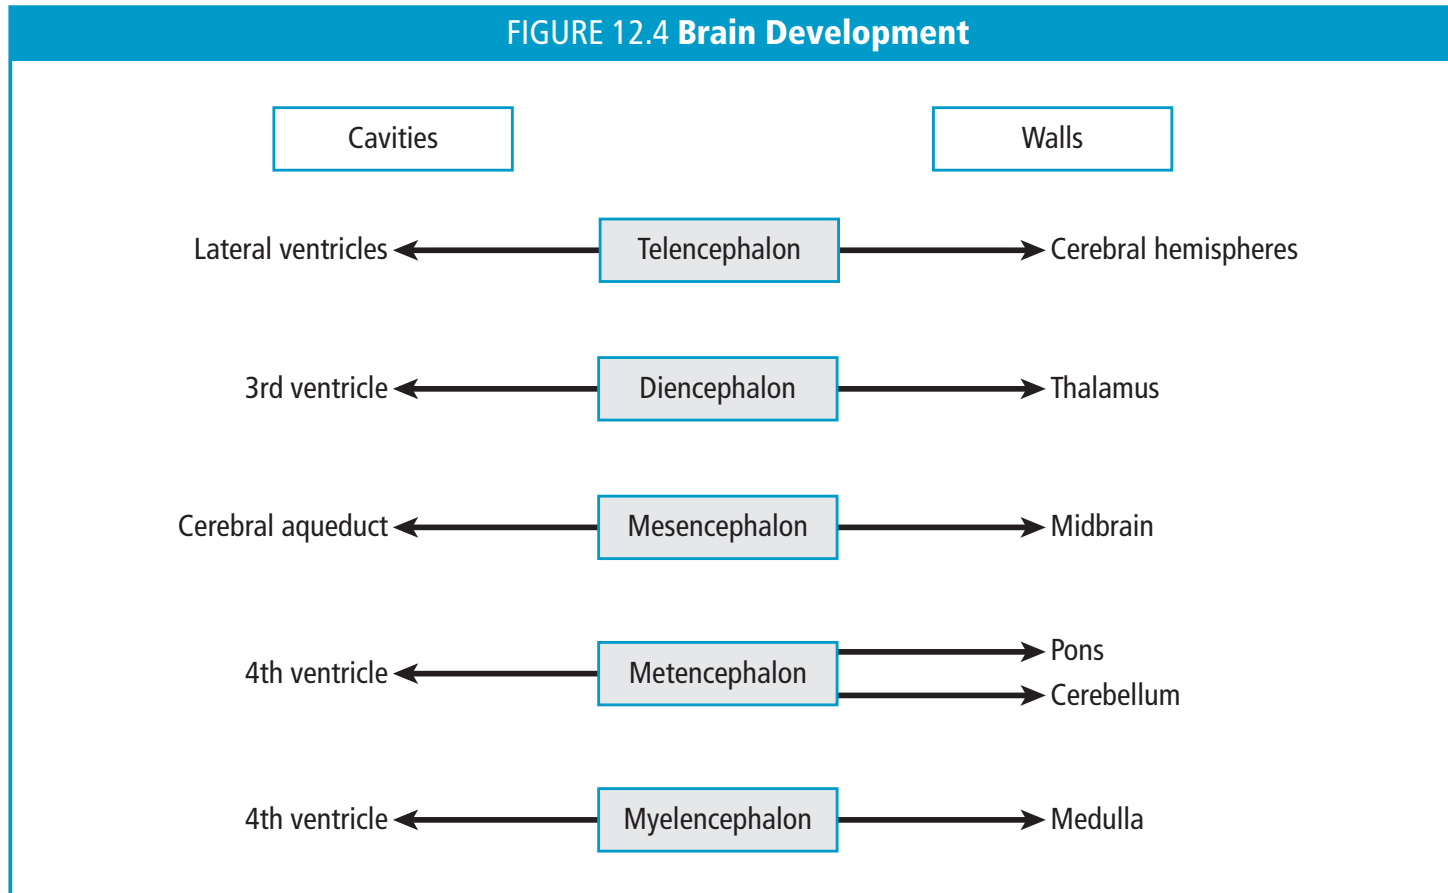 FIGURE 12.4 Brain Development
Cavities
Walls
Lateral ventricles
Telencephalon
Cerebral hemispheres
3rd ventricle
Diencephalon
Thalamus
Cerebral aqueduct
Mesencephalon
Midbrain
4th ventricle
Metencephalon
Pons
Cerebellum
4th ventricle
Myelencephalon
Medulla